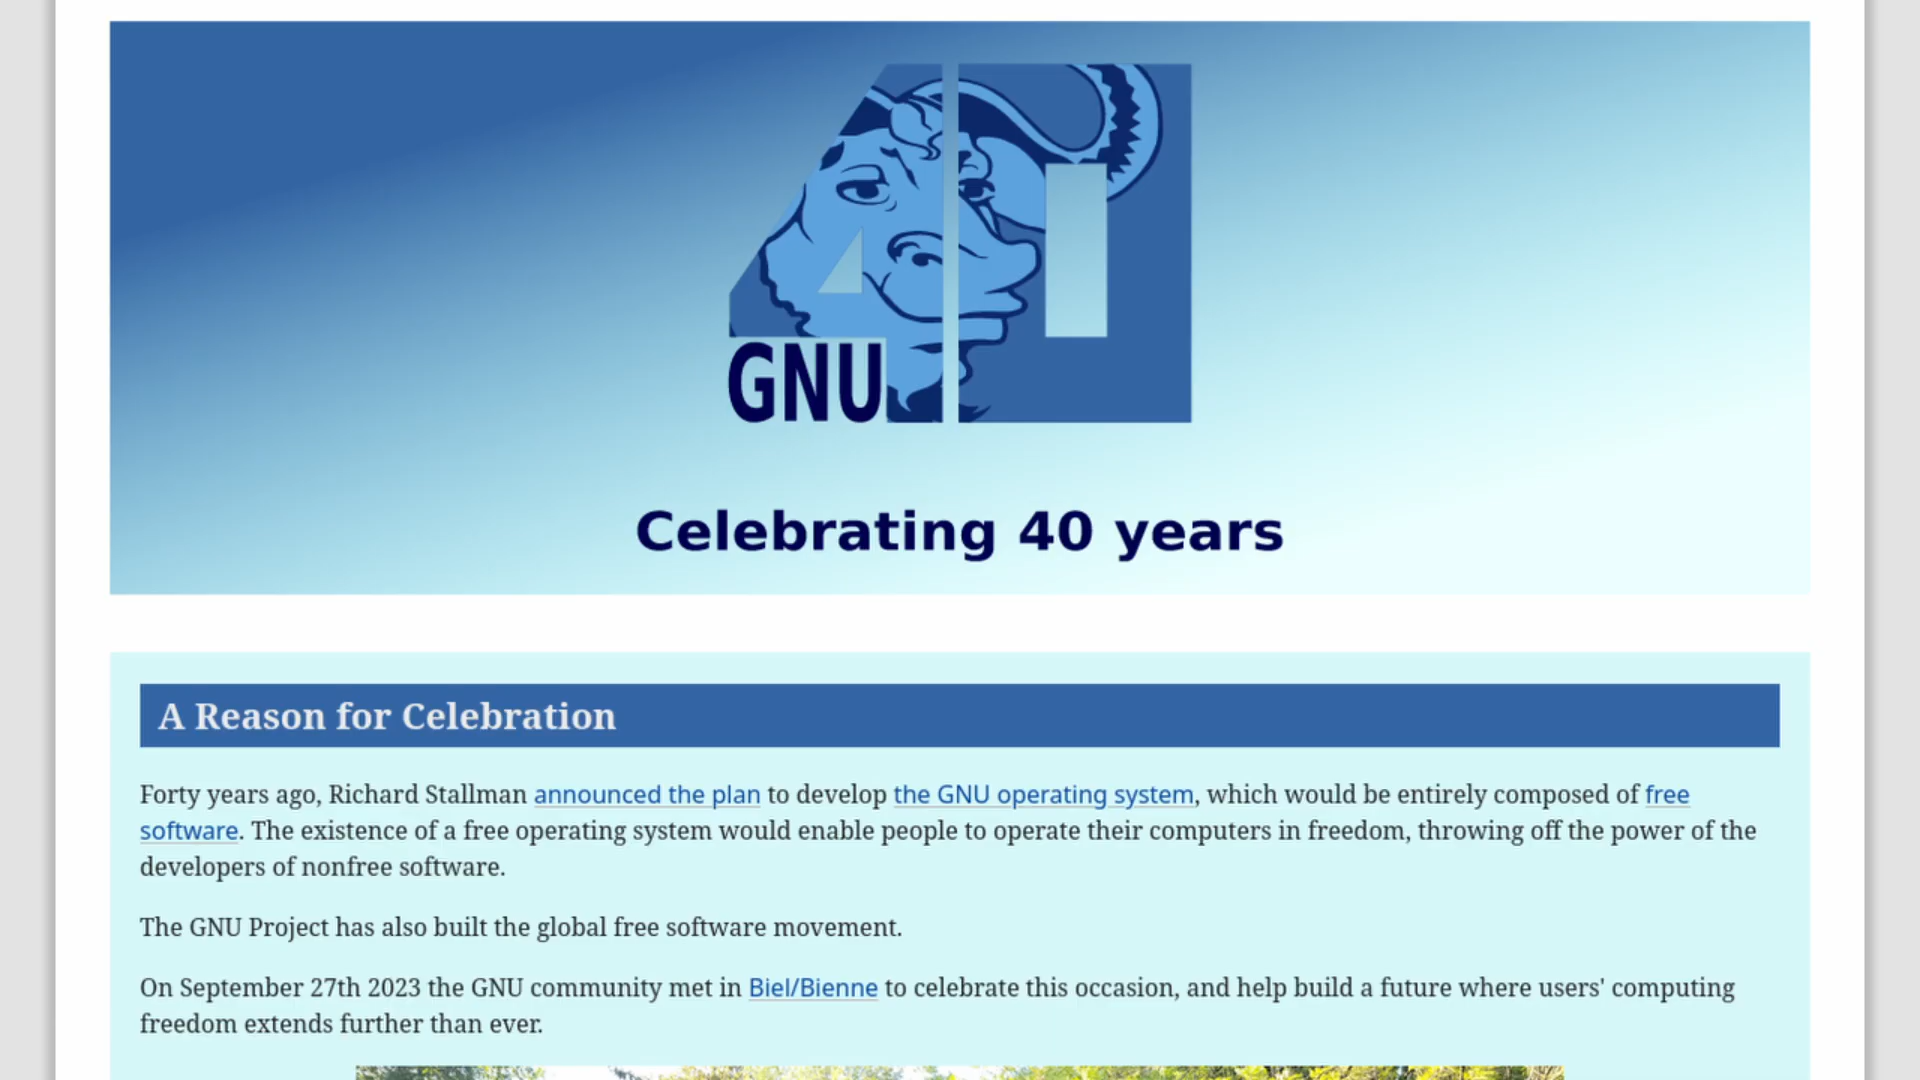 40
GNU
Celebrating 40 years
A Reason for Celebration
Forty years ago, Richard Stallman announced the plan to develop the GNU operating system, which would be entirely composed of free
software. The existence of a free operating system would enable people to operate their computers in freedom, throwing off the power of the
developers of nonfree software.
The GNU Project has also built the global free software movement.
On September 27th 2023 the GNU community met in Biel/Bienne to celebrate this occasion, and help build a future where users' computing
freedom extends further than ever.